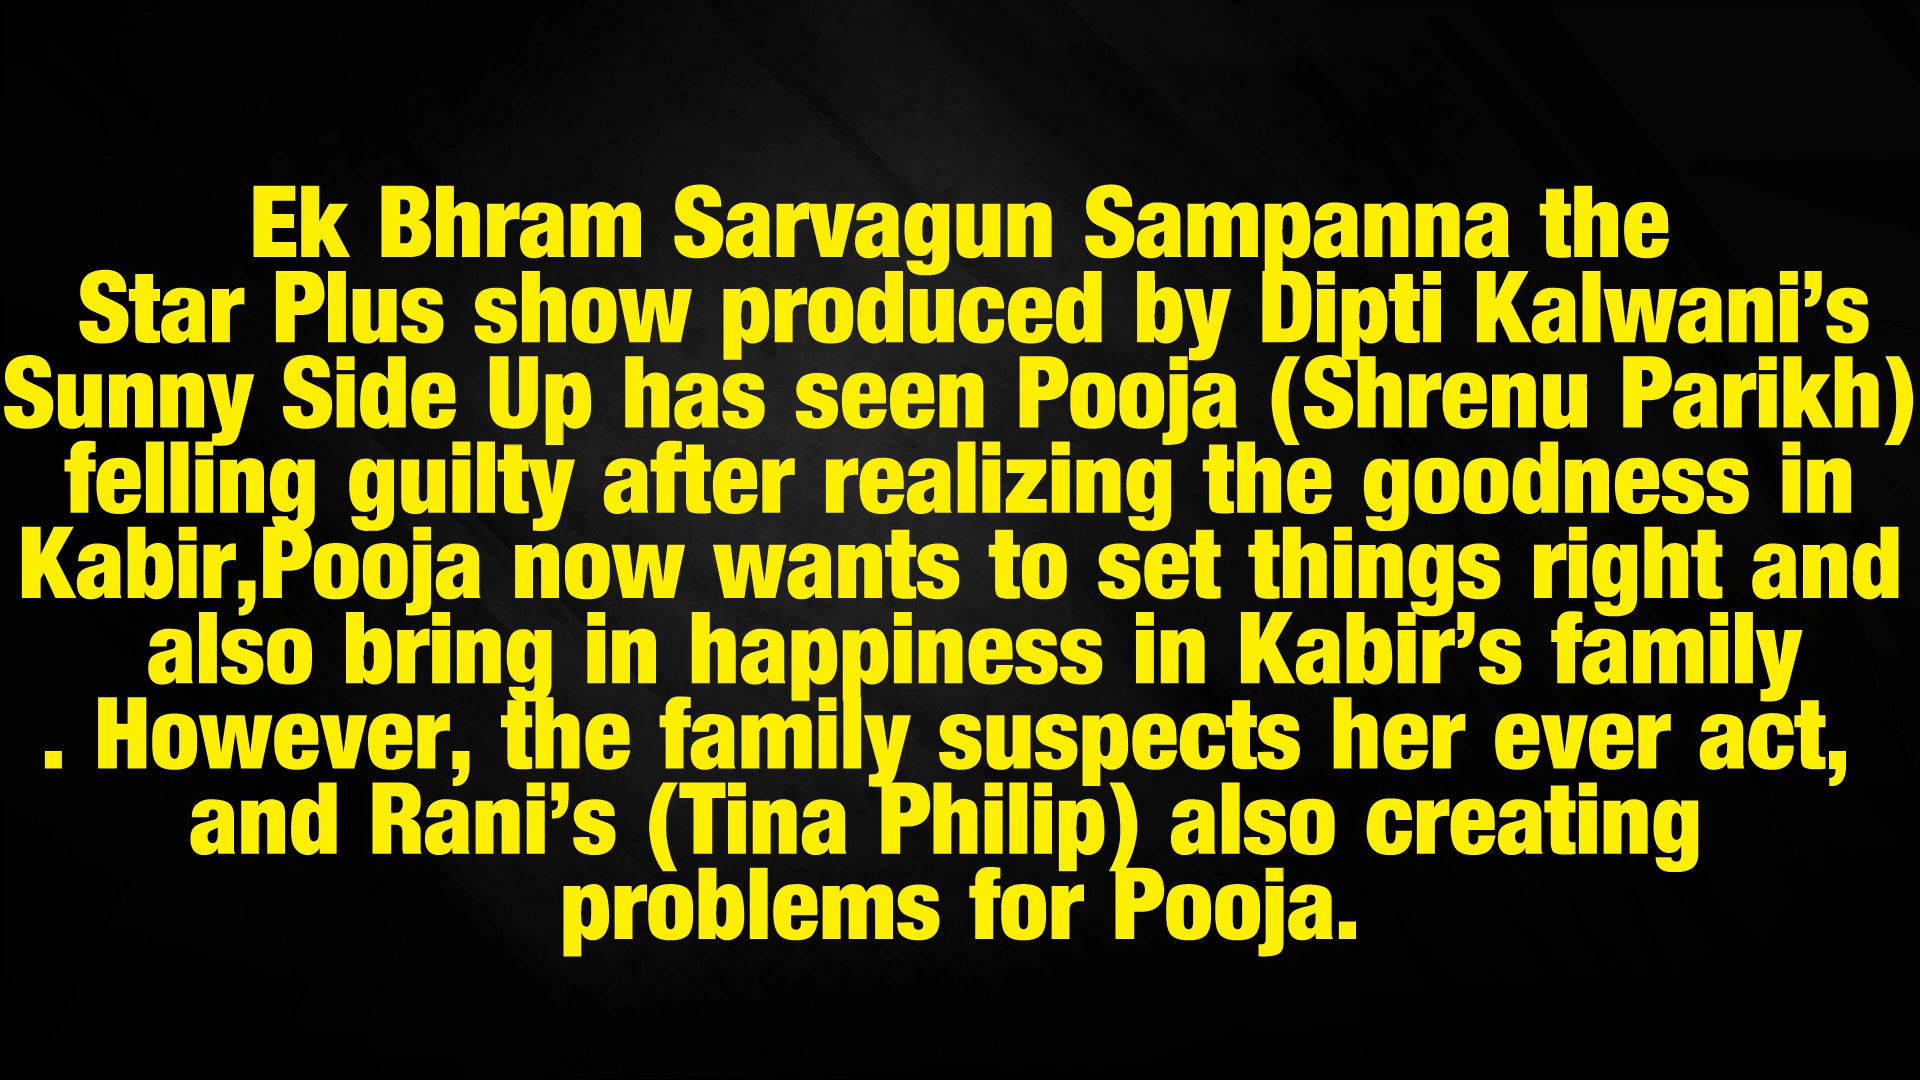 Ek Bhram Sarvagun Sampanna the
Star Plus show produced by Dipti Kalwani’s
Sunny Side Up has seen Pooja (Shrenu Parikh)
felling guilty after realizing the goodness in
Kabir,Pooja now wants to set things right and
also bring in happiness in Kabir’s family
. However, the family suspects her ever act,
and Rani’s (Tina Philip) also creating
problems for Pooja.